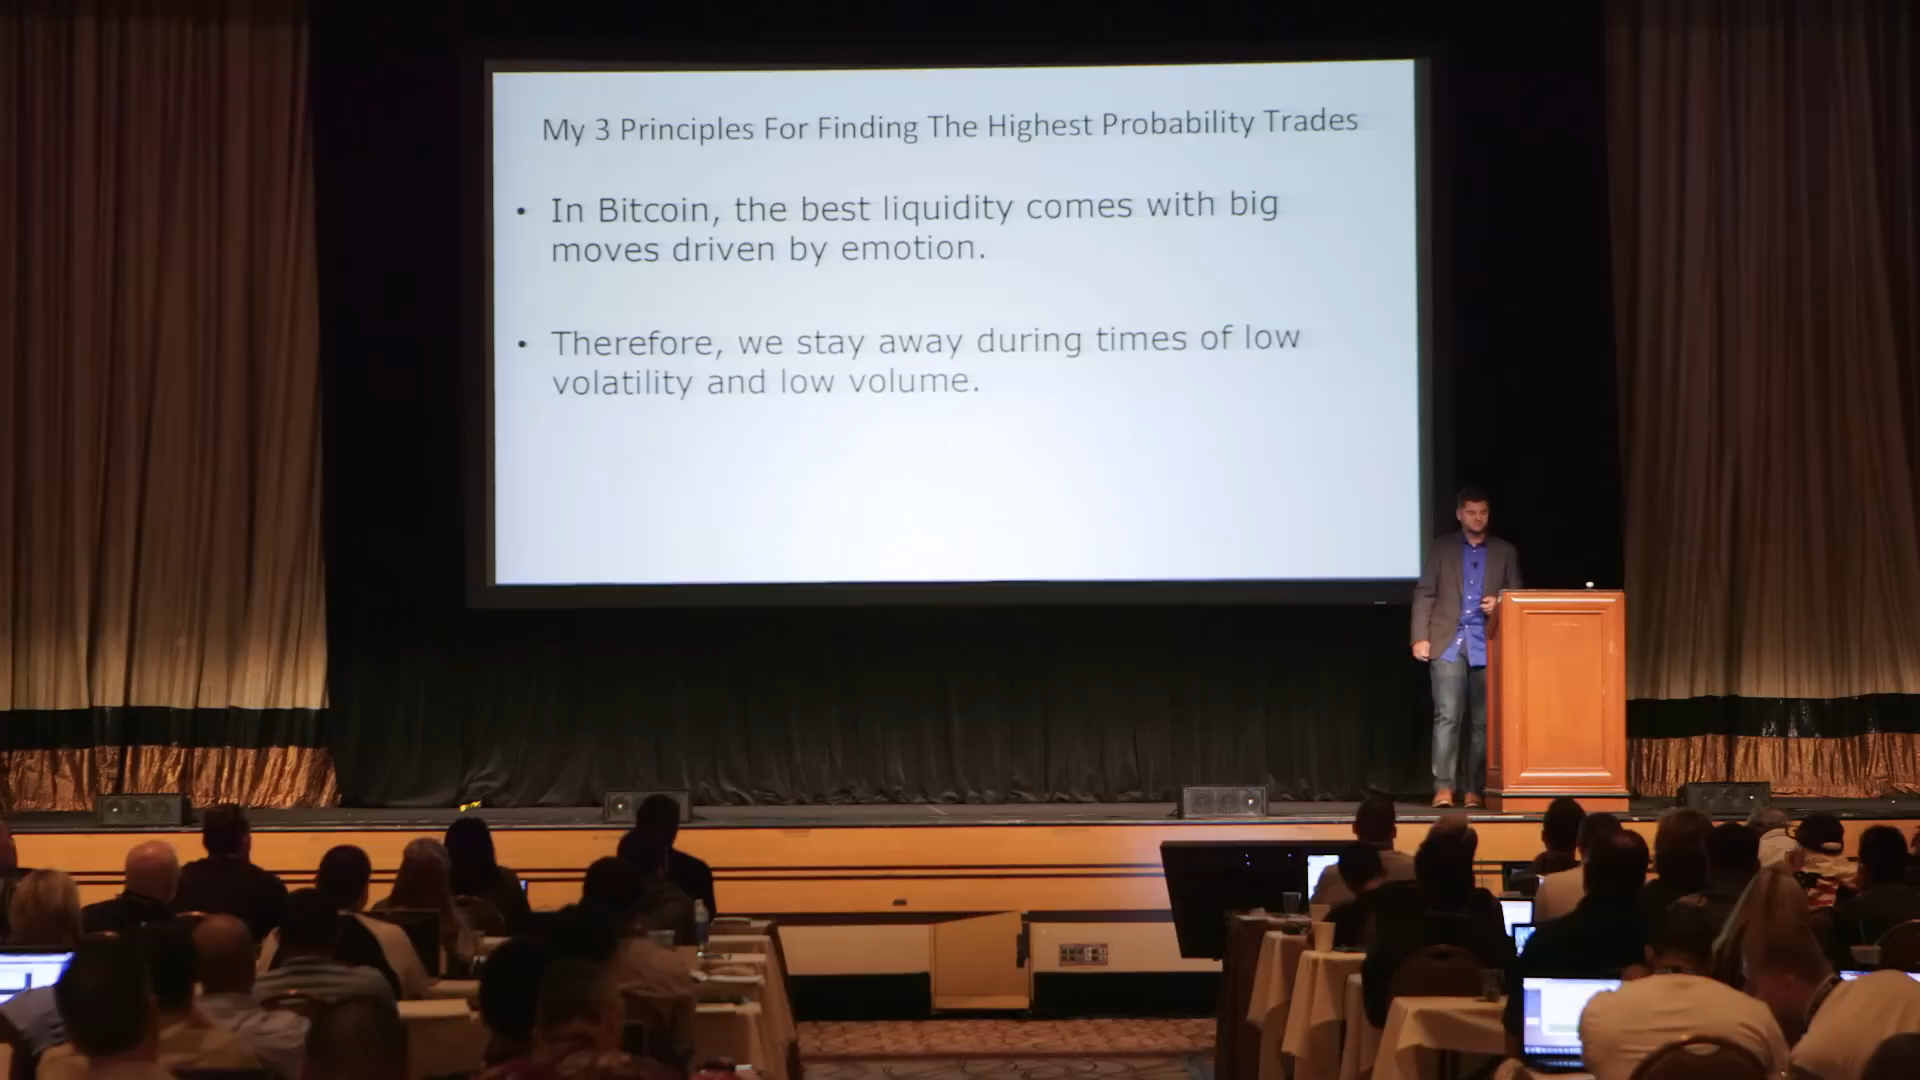 My 3 Principles For Finding The Highest Probability Trades
• In Bitcoin, the best liquidity comes with big
moves driven by emotion.
• Therefore, we stay away during times of low
volatility and low volume.